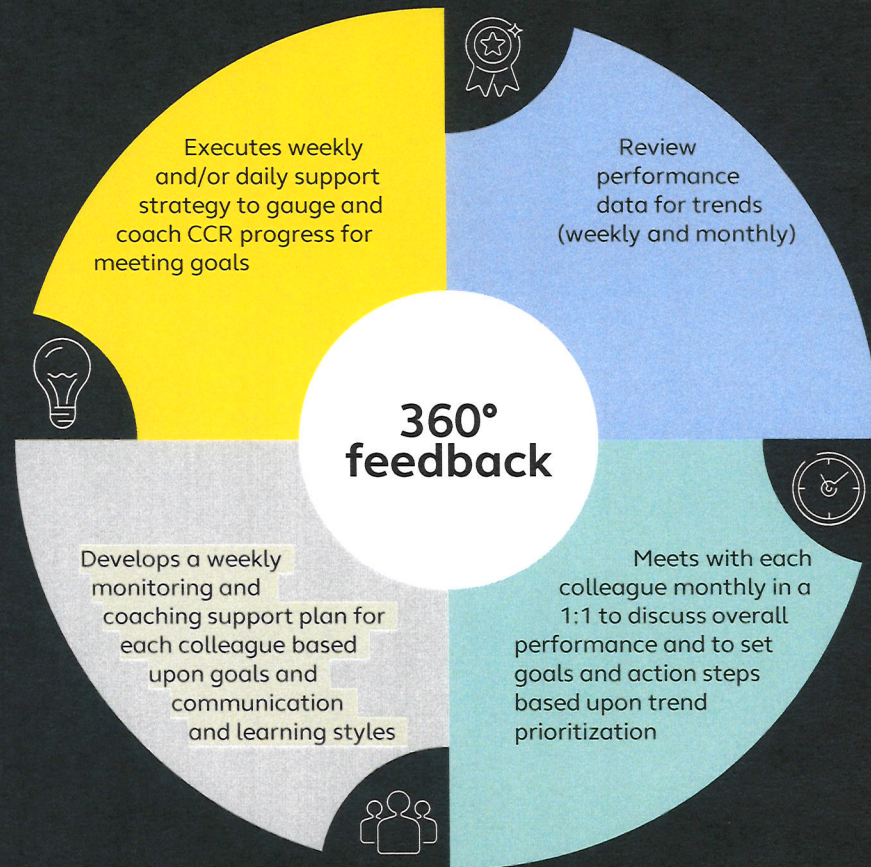 Executes weekly
and/or daily support
strategy to gauge and
coach CCR progress for
meeting goals
Review
performance
data for trends
(weekly and monthly)
360°
feedback
Develops a weekly
monitoring and
coaching support plan for
each colleague based
upon goals and
communication
and learning styles
Meets with each
colleague monthly in a
1:1 to discuss overall
performance and to set
goals and action steps
based upon trend
prioritization